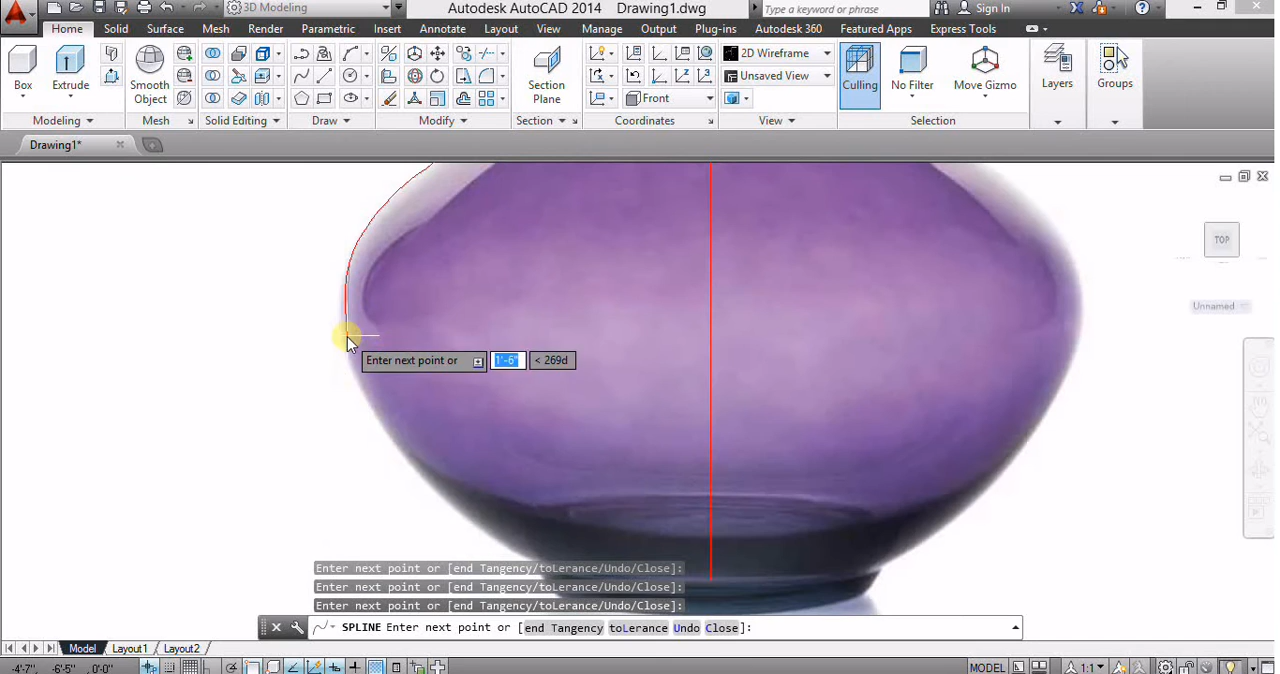 3D Modeling
Autodesk AutoCAD 2014 Drawing1.dwg
Type a keyword or phrase
Sign In
Home Solid Surface Mesh Render Parametric Insert Annotate Layout View Manage Output Plug-ins Autodesk 360 Featured Apps Express Tools
2D Wireframe
Unsaved View
Front
Box Extrude
Smooth
Object
Section
Plane
Culling No Filter Move Gizmo
Layers Groups
Modeling Mesh Solid Editing Draw Modify Section Coordinates View Selection
Drawing1*
TOP
Unnamed
Enter next point or 1'-6" < 269d
Enter next point or [end Tangency/toLerance/Undo/Close]:
Enter next point or [end Tangency/toLerance/Undo/Close]:
Enter next point or [end Tangency/toLerance/Undo/Close]:
SPLINE Enter next point or [end Tangency toLerance Undo Close]:
Model Layout1 Layout2
-4'-7", -6'-5", 0'-0"
MODEL
1:1